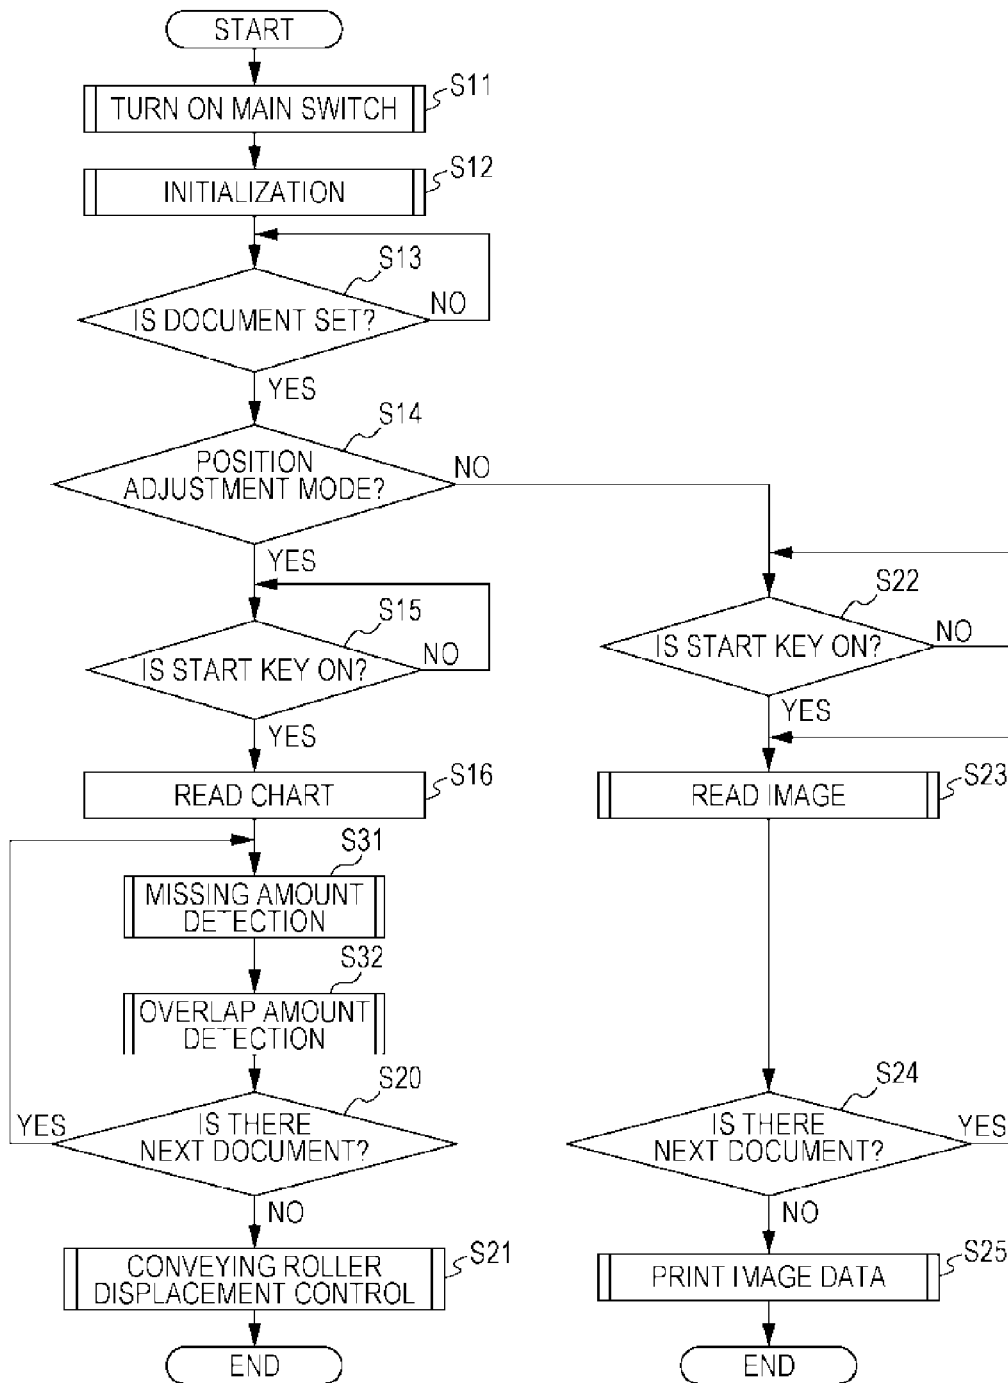 START
TURN ON MAIN SWITCH
S11
INITIALIZATION
S12
S13
IS DOCUMENT SET?
NO
YES
S14
POSITION
ADJUSTMENT MODE?
NO
YES
S15
IS START KEY ON?
NO
YES
READ CHART
S16
S31
MISSING AMOUNT
DETECTION
S32
OVERLAP AMOUNT
DETECTION
S20
IS THERE
NEXT DOCUMENT?
YES
NO
CONVEYING ROLLER
DISPLACEMENT CONTROL
S21
END
S22
IS START KEY ON?
NO
YES
READ IMAGE
S23
S24
IS THERE
NEXT DOCUMENT?
YES
NO
PRINT IMAGE DATA
S25
END